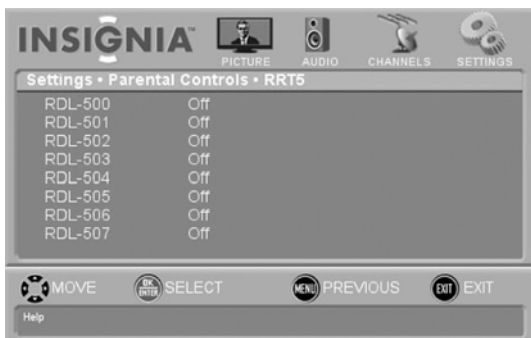 INSIGNIA™
PICTURE AUDIO CHANNELS SETTINGS
Settings • Parental Controls • RRT5
RDL-500 Off
RDL-501 Off
RDL-502 Off
RDL-503 Off
RDL-504 Off
RDL-505 Off
RDL-506 Off
RDL-507 Off
MOVE OK ENTER SELECT MENU PREVIOUS EXIT EXIT
Help